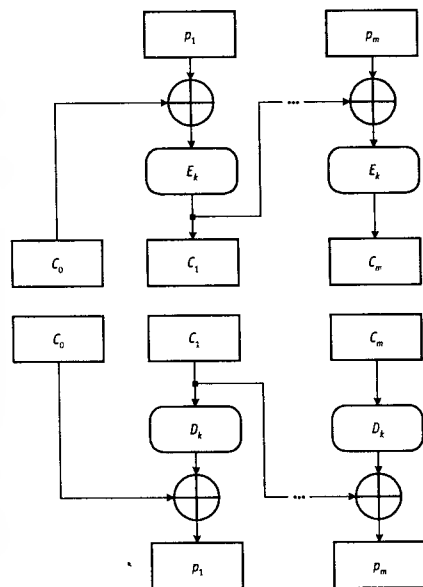 p₁ pₘ
...
Eₖ Eₖ
C₀ C₁ Cₘ
C₀ C₁ Cₘ
Dₖ Dₖ
...
p₁ pₘ